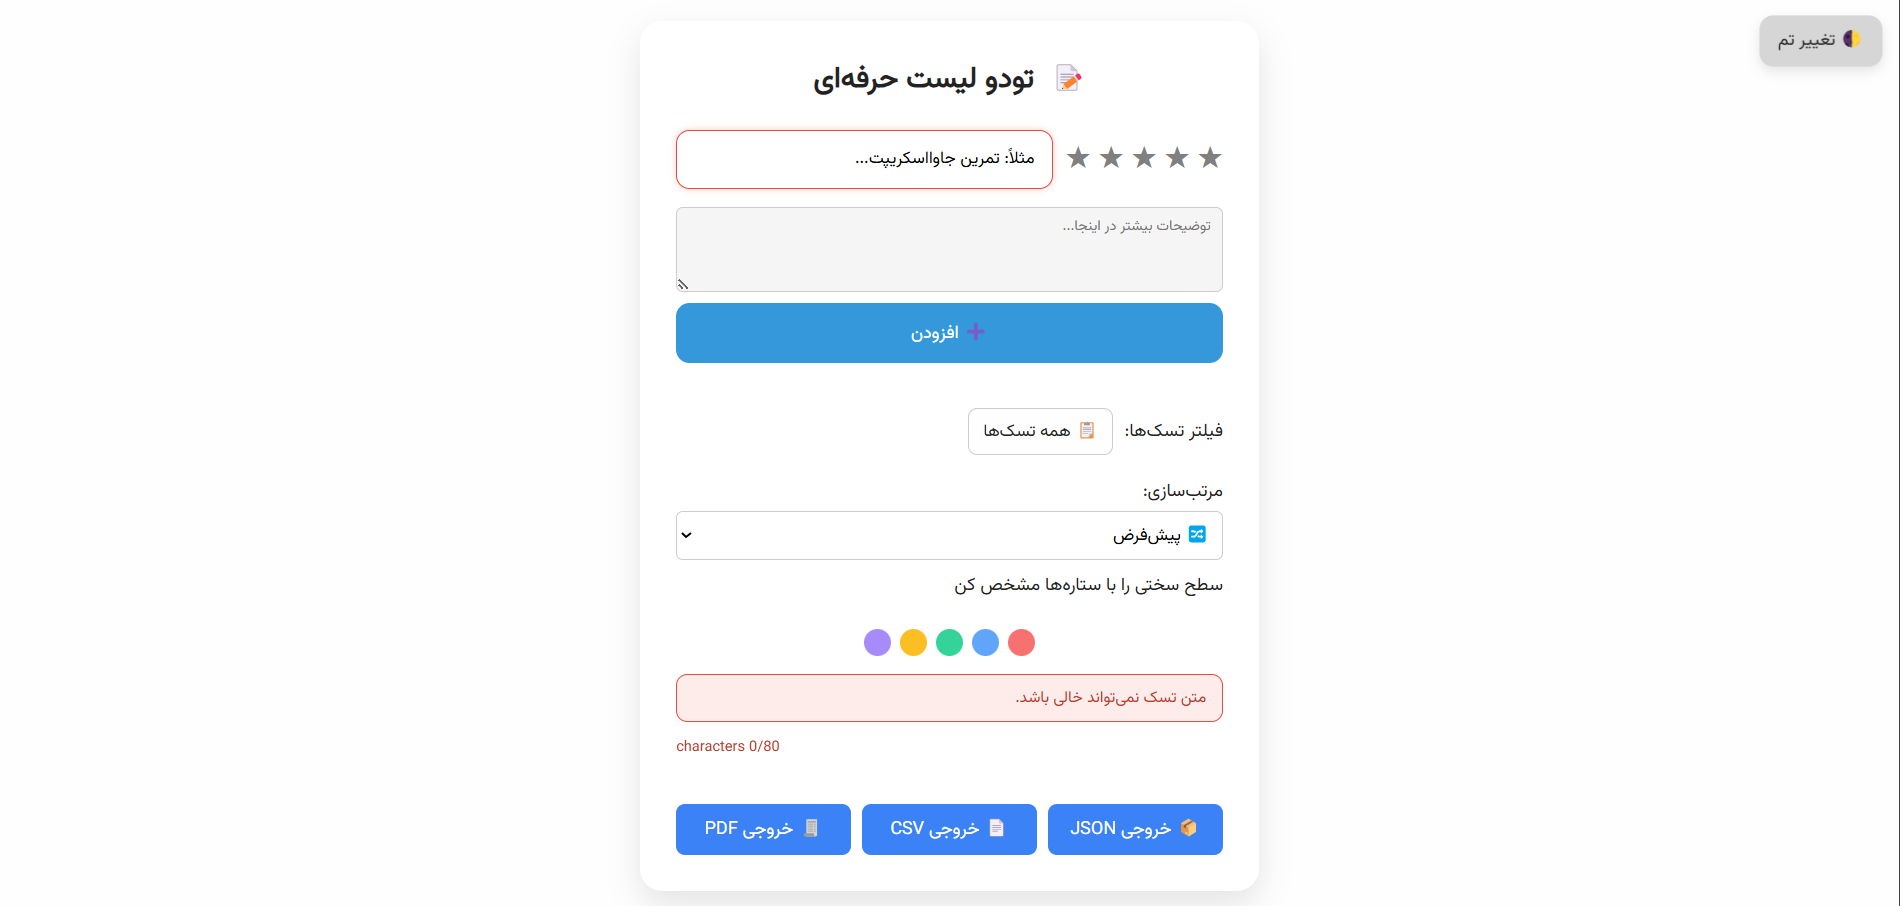 تغییر تم
تودو لیست حرفه‌ای
مثلاً: تمرین جاوااسکریپت...
توضیحات بیشتر در اینجا...
افزودن
فیلتر تسک‌ها:
همه تسک‌ها
مرتب‌سازی:
پیش‌فرض
سطح سختی را با ستاره‌ها مشخص کن
متن تسک نمی‌تواند خالی باشد.
characters 0/80
خروجی JSON
خروجی CSV
خروجی PDF